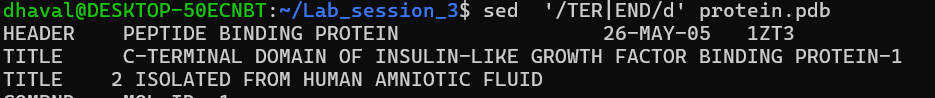 dhaval@DESKTOP-50ECNBT:~/Lab_session_3$ sed  '/TER|END/d' protein.pdb
HEADER    PEPTIDE BINDING PROTEIN                 26-MAY-05   1ZT3
TITLE     C-TERMINAL DOMAIN OF INSULIN-LIKE GROWTH FACTOR BINDING PROTEIN-1
TITLE    2 ISOLATED FROM HUMAN AMNIOTIC FLUID